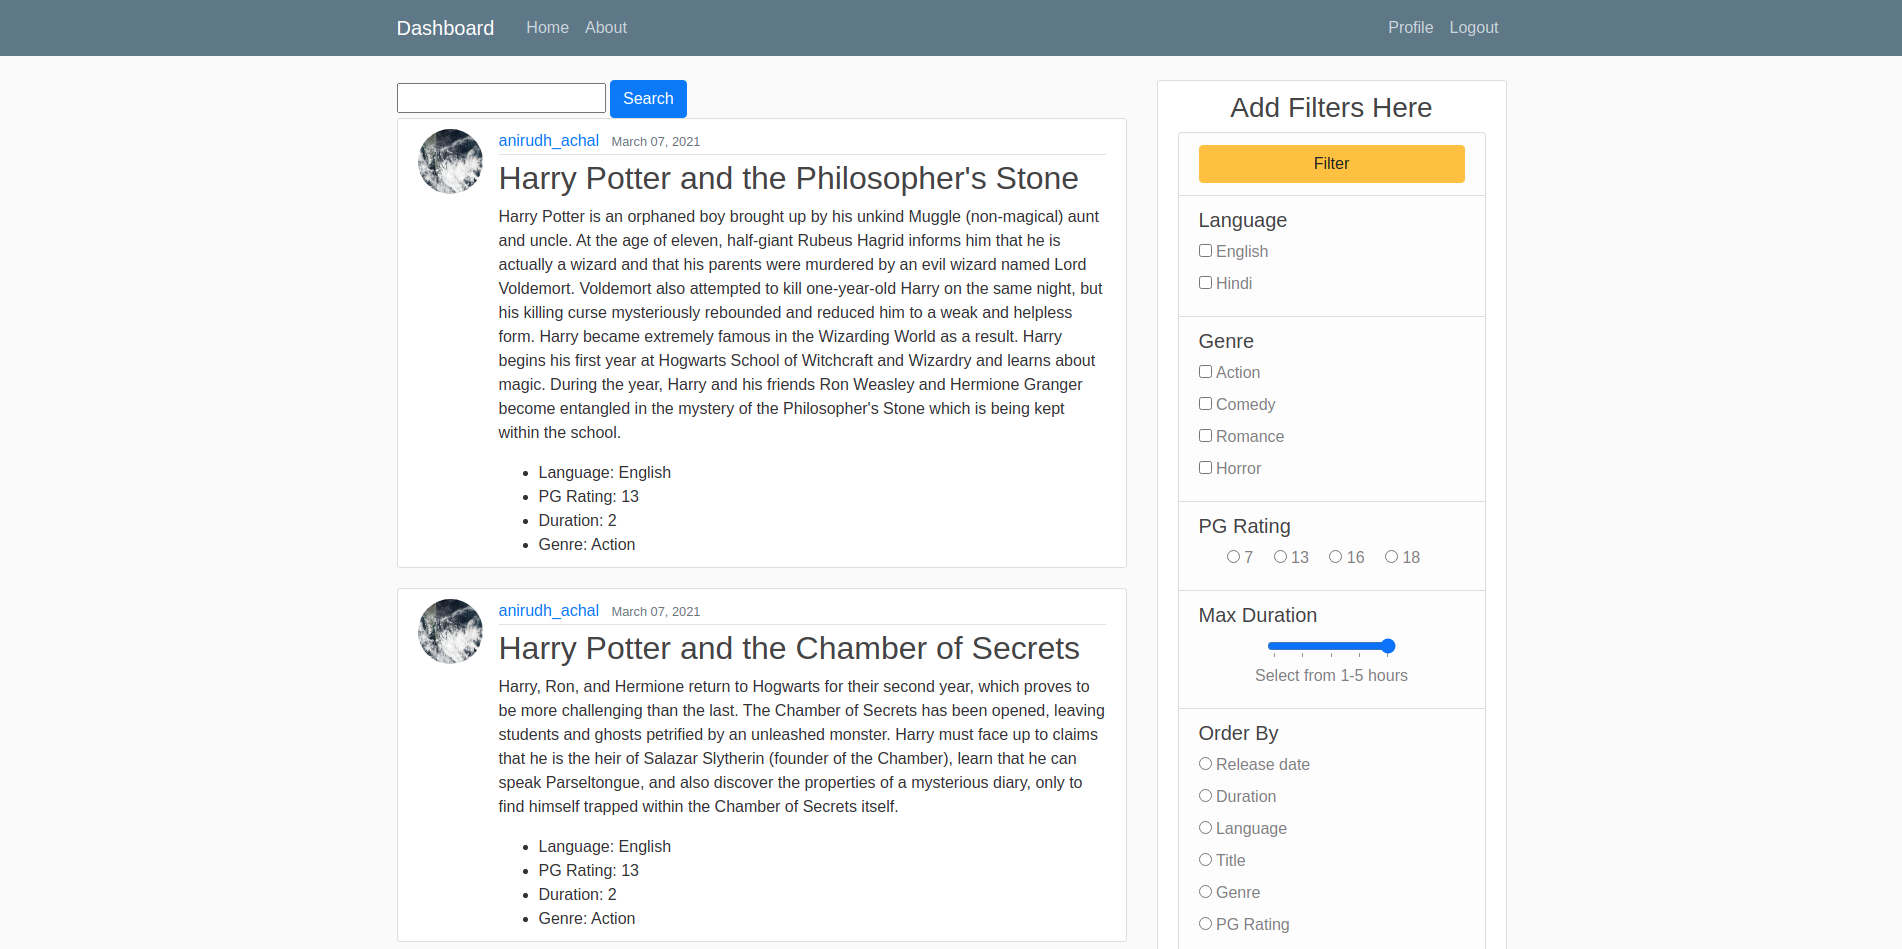 Dashboard Home About Profile Logout
Search
anirudh_achal March 07, 2021
Harry Potter and the Philosopher's Stone
Harry Potter is an orphaned boy brought up by his unkind Muggle (non-magical) aunt
and uncle. At the age of eleven, half-giant Rubeus Hagrid informs him that he is
actually a wizard and that his parents were murdered by an evil wizard named Lord
Voldemort. Voldemort also attempted to kill one-year-old Harry on the same night, but
his killing curse mysteriously rebounded and reduced him to a weak and helpless
form. Harry became extremely famous in the Wizarding World as a result. Harry
begins his first year at Hogwarts School of Witchcraft and Wizardry and learns about
magic. During the year, Harry and his friends Ron Weasley and Hermione Granger
become entangled in the mystery of the Philosopher's Stone which is being kept
within the school.
• Language: English
• PG Rating: 13
• Duration: 2
• Genre: Action
anirudh_achal March 07, 2021
Harry Potter and the Chamber of Secrets
Harry, Ron, and Hermione return to Hogwarts for their second year, which proves to
be more challenging than the last. The Chamber of Secrets has been opened, leaving
students and ghosts petrified by an unleashed monster. Harry must face up to claims
that he is the heir of Salazar Slytherin (founder of the Chamber), learn that he can
speak Parseltongue, and also discover the properties of a mysterious diary, only to
find himself trapped within the Chamber of Secrets itself.
• Language: English
• PG Rating: 13
• Duration: 2
• Genre: Action
Add Filters Here
Filter
Language
English
Hindi
Genre
Action
Comedy
Romance
Horror
PG Rating
7 13 16 18
Max Duration
Select from 1-5 hours
Order By
Release date
Duration
Language
Title
Genre
PG Rating